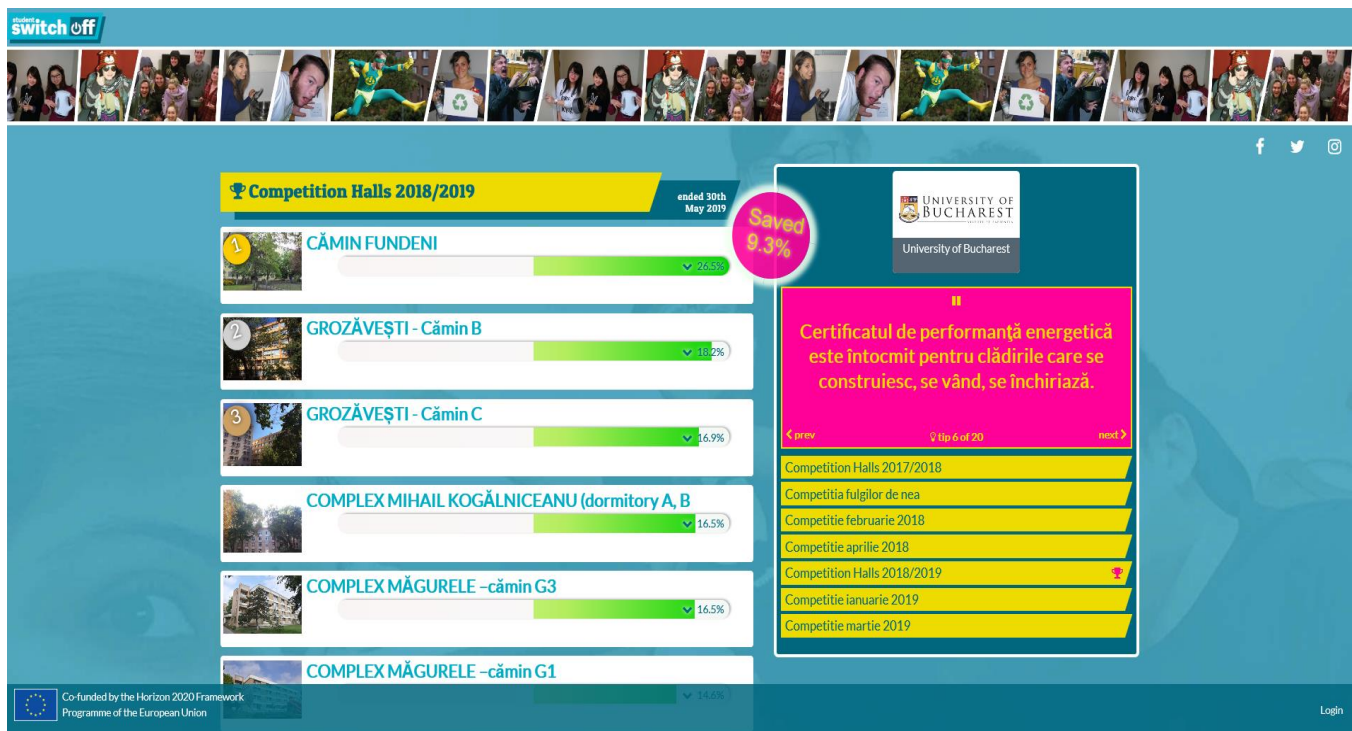 student
switch off
Competition Halls 2018/2019
ended 30th
May 2019
Saved
9.3%
1
CĂMIN FUNDENI
26.5%
2
GROZĂVEȘTI - Cămin B
18.2%
3
GROZĂVEȘTI - Cămin C
16.9%
COMPLEX MIHAIL KOGĂLNICEANU (dormitory A, B
16.5%
COMPLEX MĂGURELE –cămin G3
16.5%
COMPLEX MĂGURELE –cămin G1
14.6%
UNIVERSITY OF
BUCHAREST
University of Bucharest
Certificatul de performanță energetică
este întocmit pentru clădirile care se
construiesc, se vând, se închiriază.
prev
tip 6 of 20
next
Competition Halls 2017/2018
Competitia fulgilor de nea
Competitie februarie 2018
Competitie aprilie 2018
Competition Halls 2018/2019
Competitie ianuarie 2019
Competitie martie 2019
Co-funded by the Horizon 2020 Framework
Programme of the European Union
Login